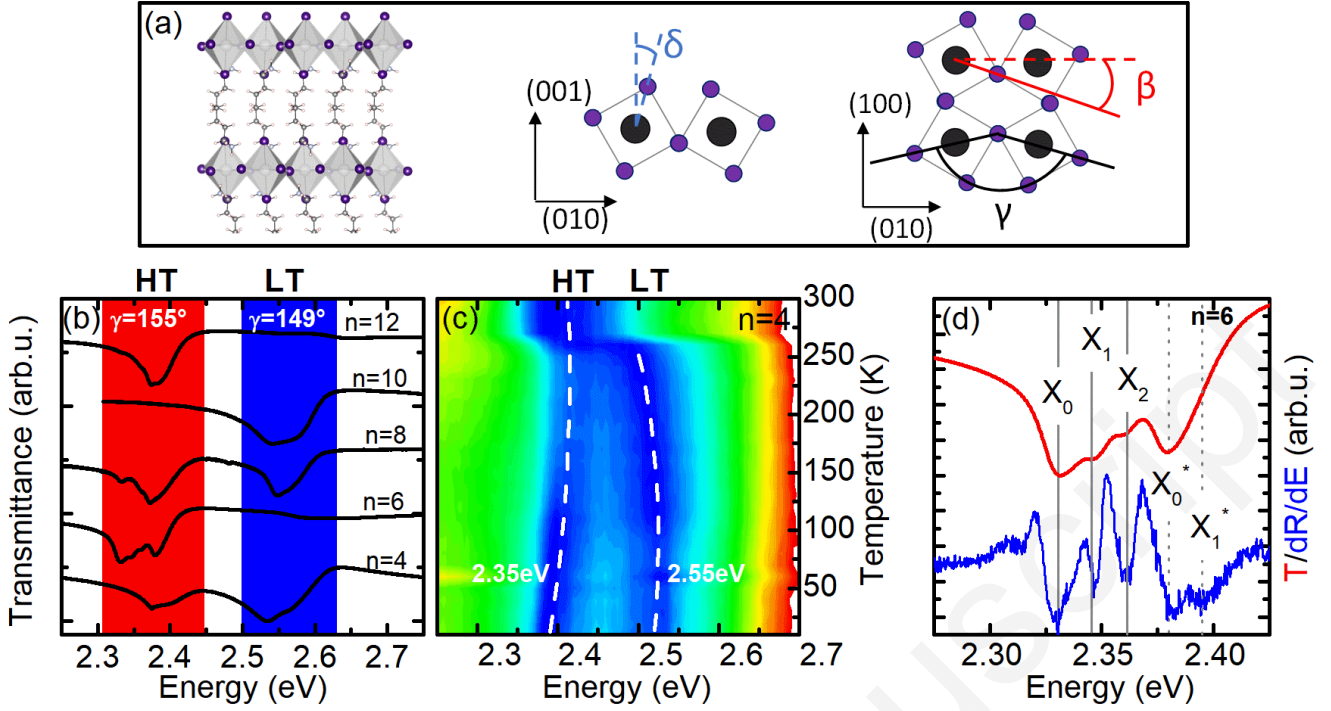 (a)
(001)
(010)
'δ
(100)
(010)
β
γ
HT LT
(b)
γ=155° γ=149°
n=12
n=10
n=8
n=6
n=4
Transmittance (arb.u.)
2.3 2.4 2.5 2.6 2.7
Energy (eV)
HT LT
(c)
n=4
2.35eV 2.55eV
300
250
200
150
100
50
Temperature (K)
2.3 2.4 2.5 2.6 2.7
Energy (eV)
(d)
n=6
X1
X2
X0
X0*
X1*
T/dR/dE (arb.u.)
2.30 2.35 2.40
Energy (eV)